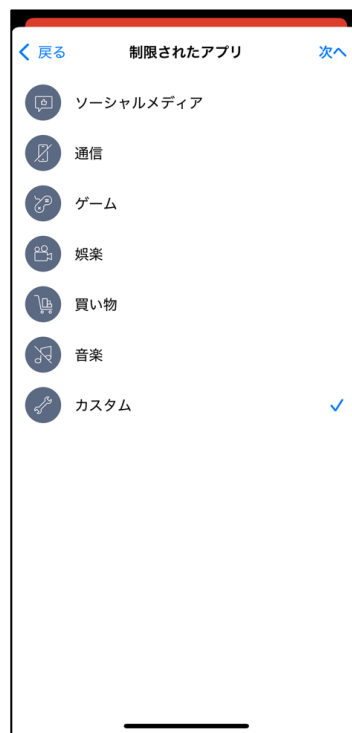 戻る 制限されたアプリ 次へ
ソーシャルメディア
通信
ゲーム
娯楽
買い物
音楽
カスタム